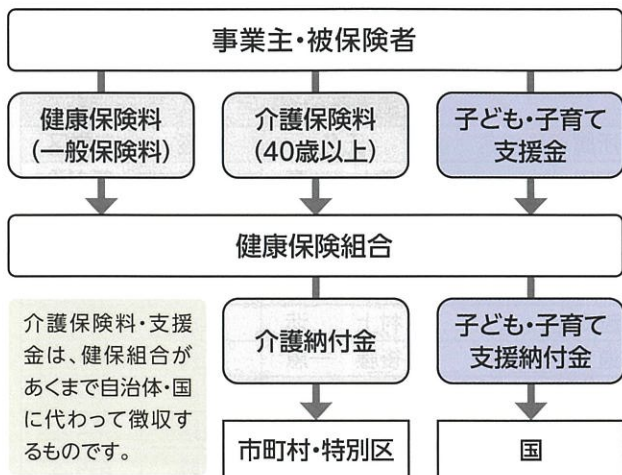 事業主・被保険者
健康保険料
(一般保険料)
介護保険料
(40歳以上)
子ども・子育て
支援金
健康保険組合
介護保険料・支援
金は、健保組合が
あくまで自治体・国
に代わって徴収す
るものです。
介護納付金
子ども・子育て
支援納付金
市町村・特別区
国